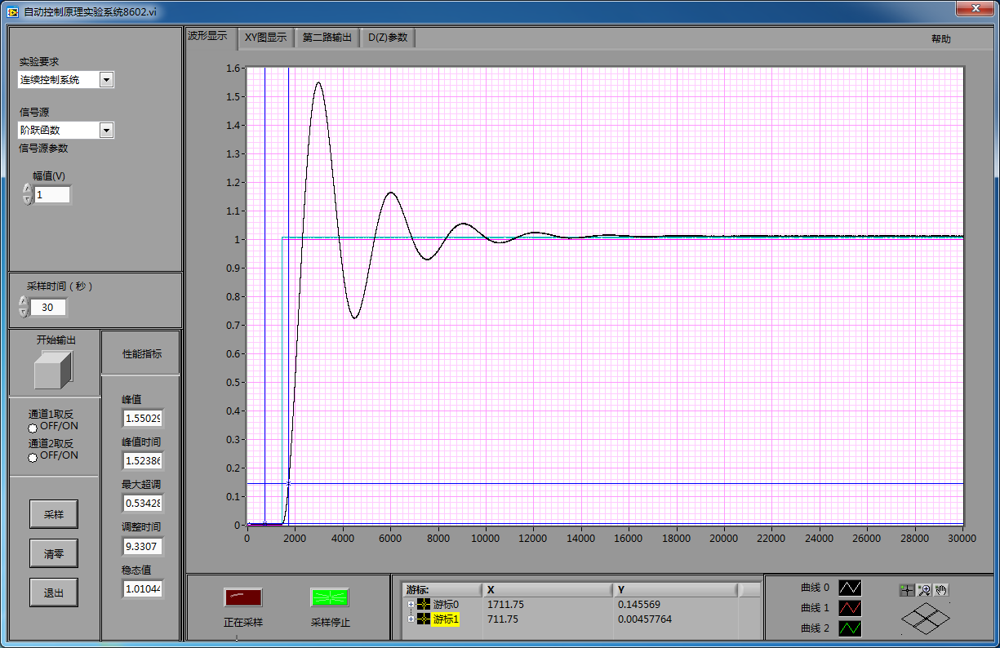 自动控制原理实验系统8602.vi
波形显示 XY图显示 第二路输出 D(Z)参数 帮助
实验要求
连续控制系统
信号源
阶跃函数
信号源参数
幅值(V)
1
采样时间（秒）
30
开始输出
通道1取反
OFF/ON
通道2取反
OFF/ON
采样
清零
退出
性能指标
峰值
1.55029
峰值时间
1.52386
最大超调
0.53428
调整时间
9.3307
稳态值
1.01044
1.6
1.5
1.4
1.3
1.2
1.1
1
0.9
0.8
0.7
0.6
0.5
0.4
0.3
0.2
0.1
0
0 2000 4000 6000 8000 10000 12000 14000 16000 18000 20000 22000 24000 26000 28000 30000
正在采样 采样停止
游标: X Y
游标0 1711.75 0.145569
游标1 711.75 0.00457764
曲线 0
曲线 1
曲线 2